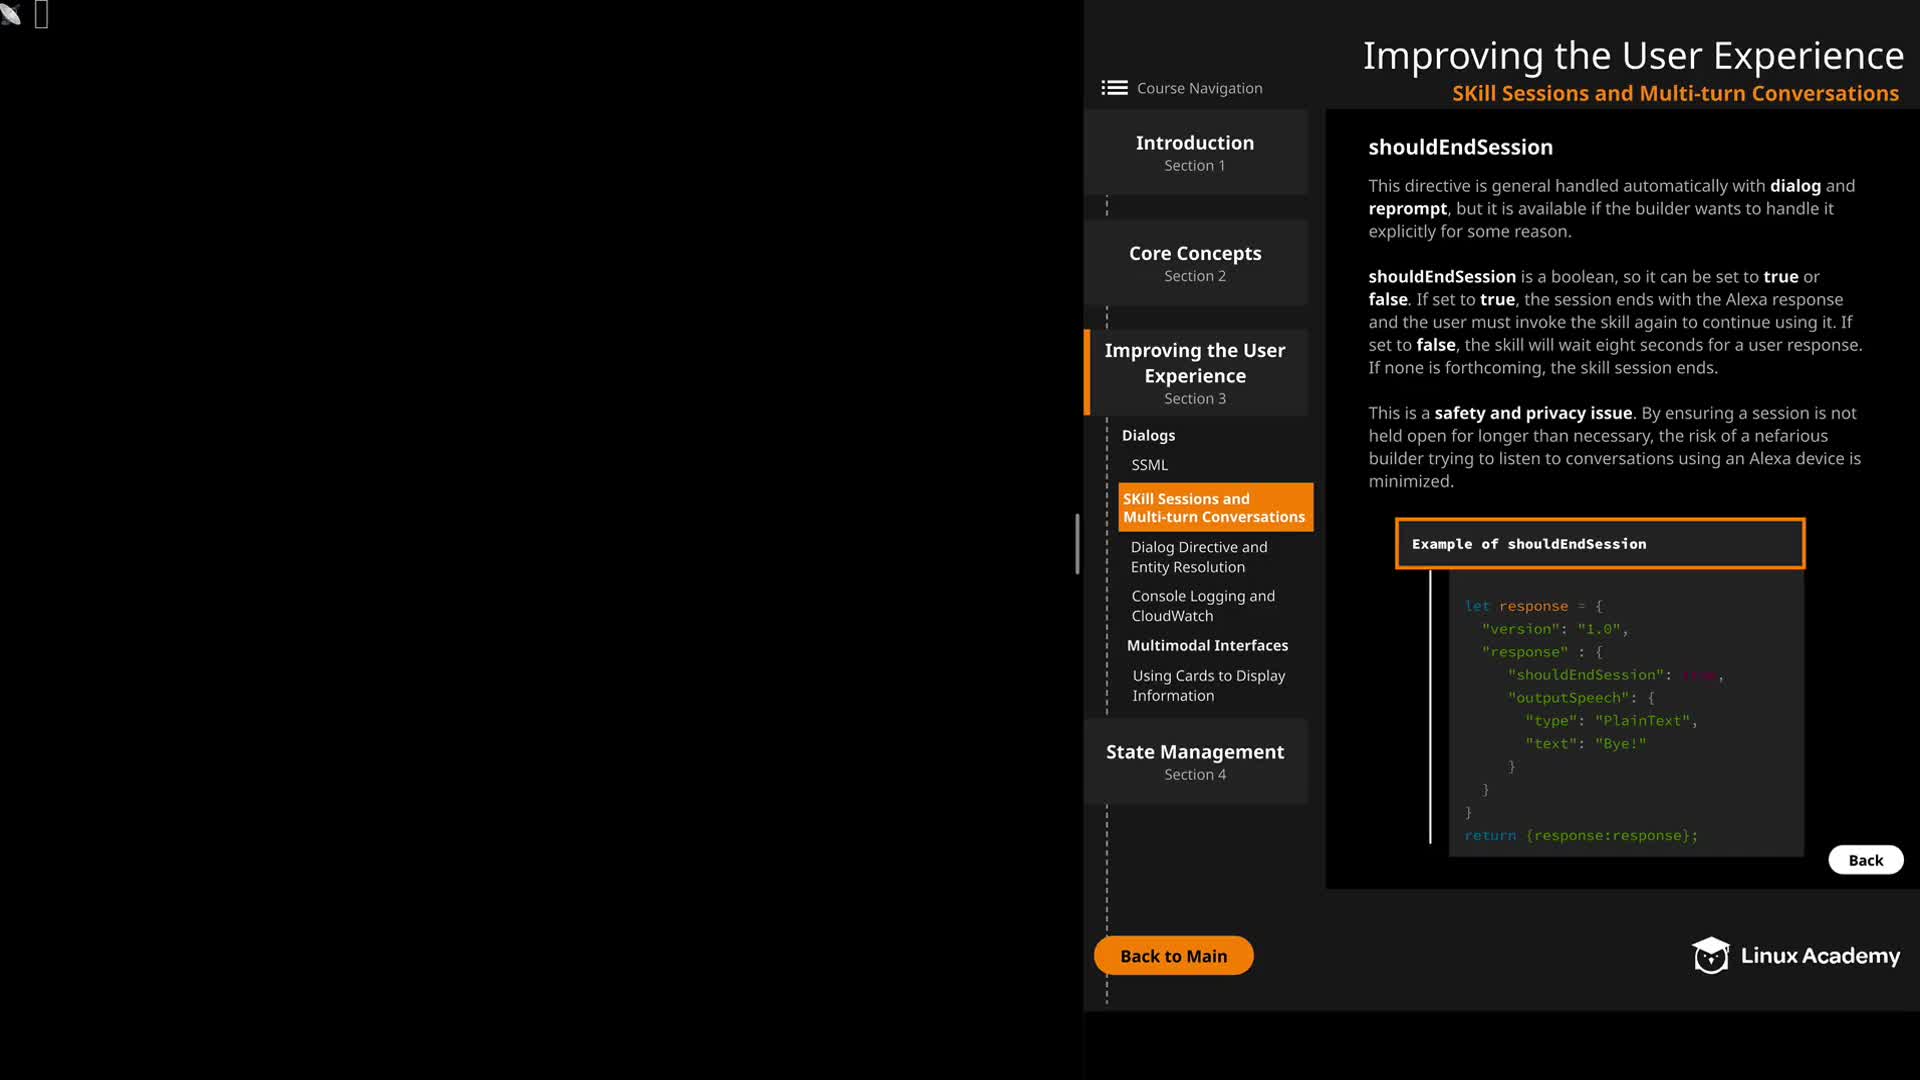 Improving the User Experience
SKill Sessions and Multi-turn Conversations
Course Navigation
Introduction
Section 1
Core Concepts
Section 2
Improving the User
Experience
Section 3
Dialogs
SSML
SKill Sessions and
Multi-turn Conversations
Dialog Directive and
Entity Resolution
Console Logging and
CloudWatch
Multimodal Interfaces
Using Cards to Display
Information
State Management
Section 4
Back to Main
shouldEndSession
This directive is general handled automatically with dialog and
reprompt, but it is available if the builder wants to handle it
explicitly for some reason.
shouldEndSession is a boolean, so it can be set to true or
false. If set to true, the session ends with the Alexa response
and the user must invoke the skill again to continue using it. If
set to false, the skill will wait eight seconds for a user response.
If none is forthcoming, the skill session ends.
This is a safety and privacy issue. By ensuring a session is not
held open for longer than necessary, the risk of a nefarious
builder trying to listen to conversations using an Alexa device is
minimized.
Example of shouldEndSession
let response = {
"version": "1.0",
"response" : {
"shouldEndSession": true,
"outputSpeech": {
"type": "PlainText",
"text": "Bye!"
}
}
}
return {response:response};
Back
Linux Academy